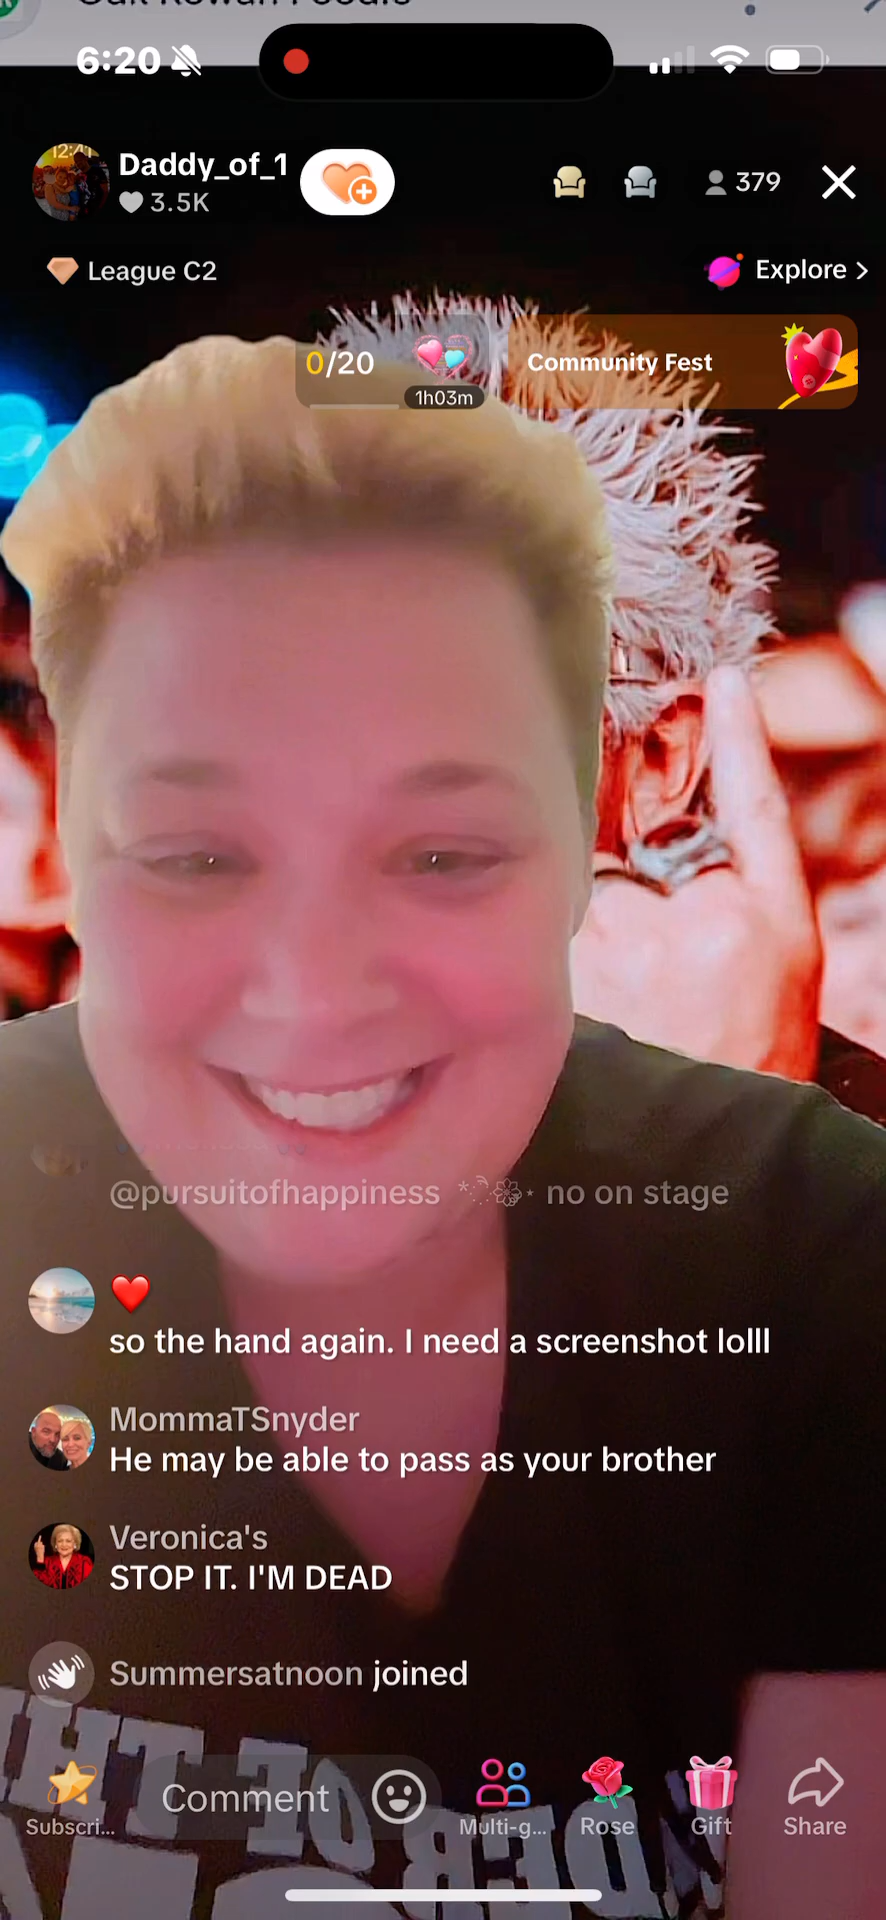 6:20
Daddy_of_1
3.5K
379
League C2
Explore >
0/20
1h03m
Community Fest
@pursuitofhappiness no on stage
❤️
so the hand again. I need a screenshot lolll
MommaTSnyder
He may be able to pass as your brother
Veronica's
STOP IT. I'M DEAD
Summersatnoon joined
Subscri...
Comment
Multi-g...
Rose
Gift
Share